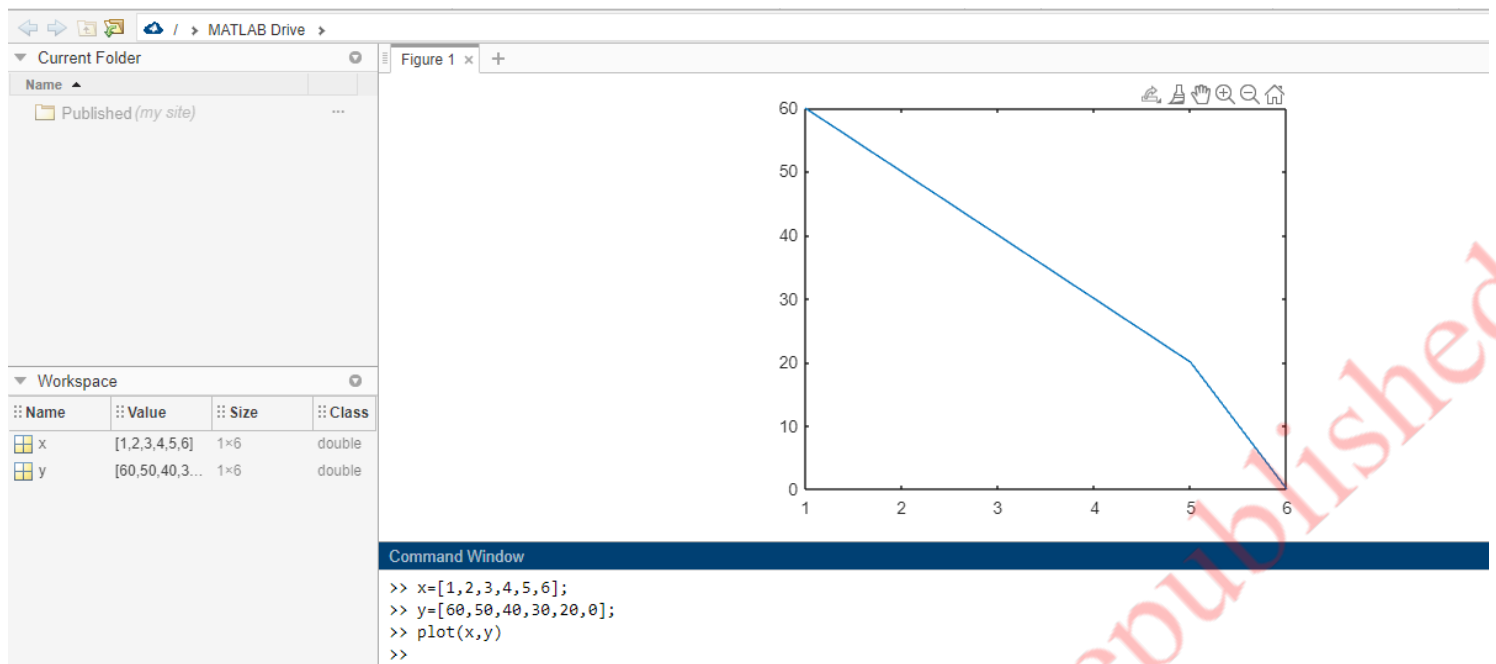 / > MATLAB Drive >
Current Folder
Name
Published (my site)
Workspace
Name Value Size Class
x [1,2,3,4,5,6] 1×6 double
y [60,50,40,3... 1×6 double
Figure 1 × +
60
50
40
30
20
10
0
1 2 3 4 5 6
Command Window
>> x=[1,2,3,4,5,6];
>> y=[60,50,40,30,20,0];
>> plot(x,y)
>>
epublished